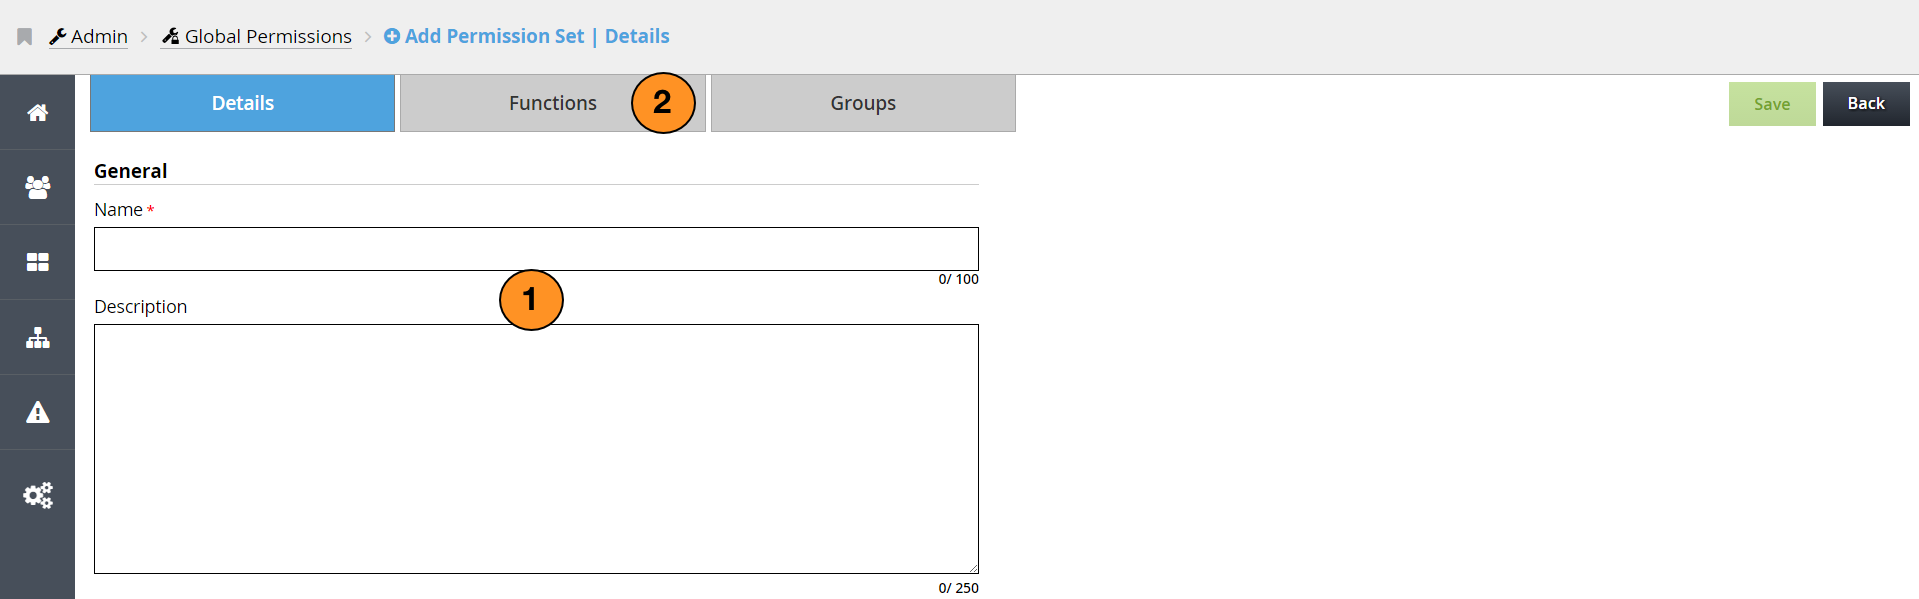 Admin > Global Permissions > Add Permission Set | Details
Details Functions 2 Groups Save Back
General
Name *
0/ 100
1
Description
0/ 250